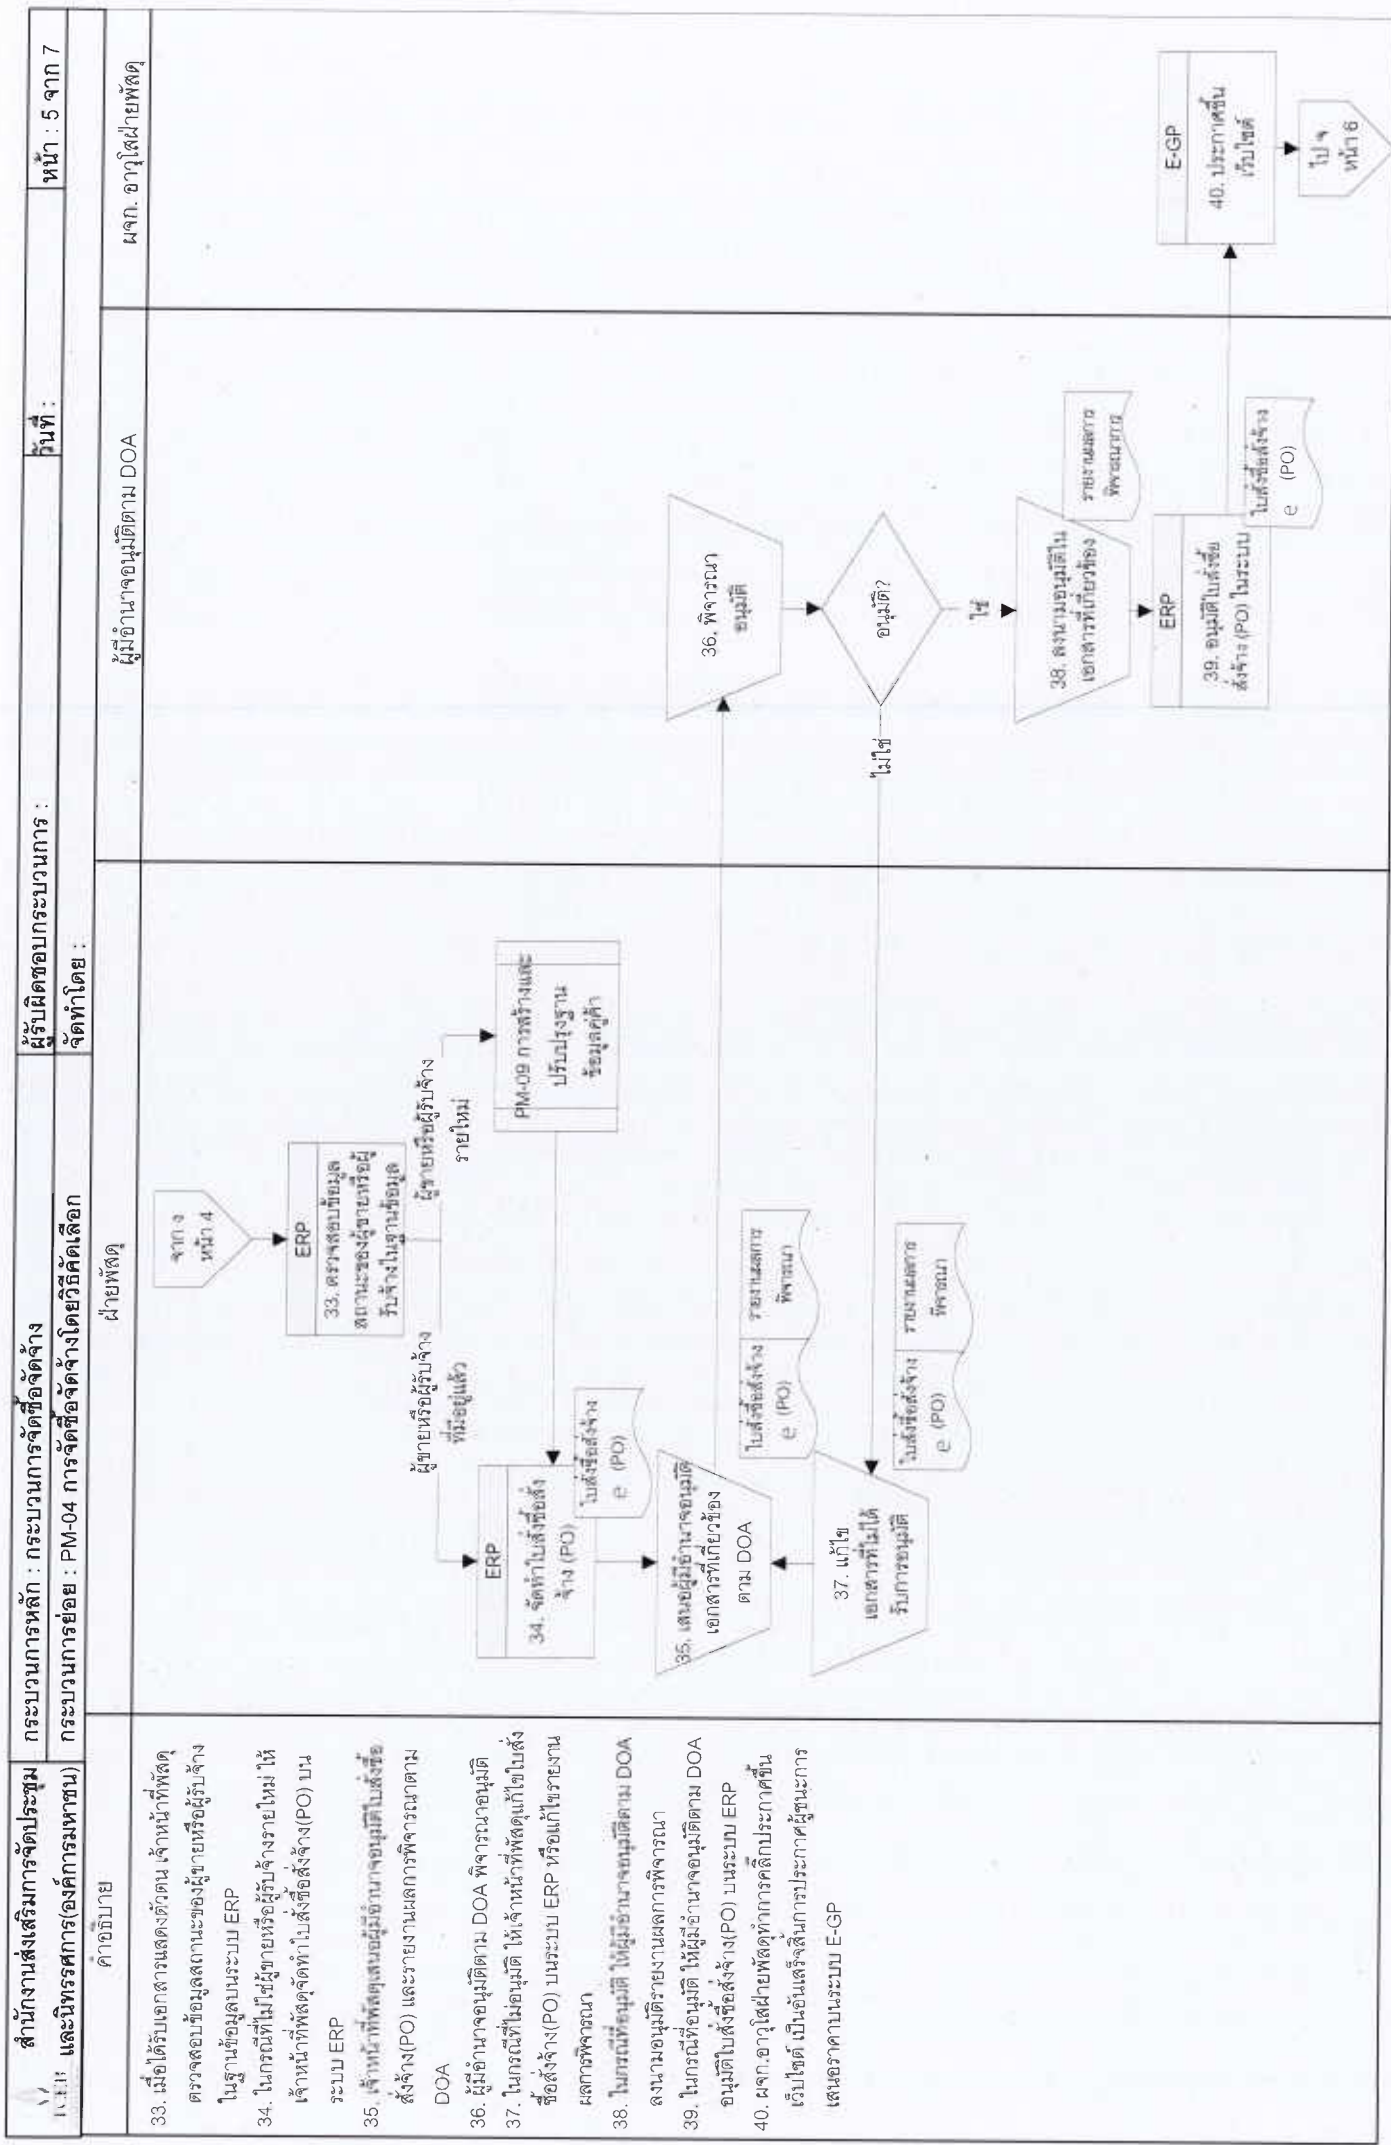 สำนักงานส่งเสริมการจัดประชุม
และนิทรรศการ(องค์การมหาชน)
กระบวนการหลัก : กระบวนการจัดซื้อจัดจ้าง
กระบวนการย่อย : PM-04 การจัดซื้อจัดจ้างโดยวิธีคัดเลือก
ผู้รับผิดชอบกระบวนการ :
จัดทำโดย :
วันที่ :
หน้า : 5 จาก 7
คำอธิบาย
ฝ่ายพัสดุ
ผู้มีอำนาจอนุมัติตาม DOA
ผจก. อาวุโสฝ่ายพัสดุ
33. เมื่อได้รับเอกสารแสดงตัวตน เจ้าหน้าที่พัสดุ
ตรวจสอบข้อมูลสถานะของผู้ขายหรือผู้รับจ้าง
ในฐานข้อมูลบนระบบ ERP
34. ในกรณีที่ไม่ใช่ผู้ขายหรือผู้รับจ้างรายใหม่ ให้
เจ้าหน้าที่พัสดุจัดทำใบสั่งซื้อสั่งจ้าง(PO) บน
ระบบ ERP
35. เจ้าหน้าที่พัสดุเสนอผู้มีอำนาจอนุมัติใบสั่งซื้อ
สั่งจ้าง(PO) และรายงานผลการพิจารณาตาม
DOA
36. ผู้มีอำนาจอนุมัติตาม DOA พิจารณาอนุมัติ
37. ในกรณีที่ไม่อนุมัติ ให้เจ้าหน้าที่พัสดุแก้ไขใบสั่ง
ซื้อสั่งจ้าง(PO) บนระบบ ERP หรือแก้ไขรายงาน
ผลการพิจารณา
38. ในกรณีที่อนุมัติ ให้ผู้มีอำนาจอนุมัติตาม DOA
ลงนามอนุมัติรายงานผลการพิจารณา
39. ในกรณีที่อนุมัติ ให้ผู้มีอำนาจอนุมัติตาม DOA
อนุมัติใบสั่งซื้อสั่งจ้าง(PO) บนระบบ ERP
40. ผจก.อาวุโสฝ่ายพัสดุทำการคลิกประกาศขึ้น
เว็บไซต์ เป็นอันเสร็จสิ้นการประกาศผู้ชนะการ
เสนอราคาบนระบบ E-GP
จาก ง
หน้า 4
ERP
33. ตรวจสอบข้อมูล
สถานะของผู้ขายหรือผู้
รับจ้างในฐานข้อมูล
ผู้ขายหรือผู้รับจ้าง
ที่มีอยู่แล้ว
ผู้ขายหรือผู้รับจ้าง
รายใหม่
PM-09 การสร้างและ
ปรับปรุงฐาน
ข้อมูลคู่ค้า
ERP
34. จัดทำใบสั่งซื้อสั่ง
จ้าง (PO)
ใบสั่งซื้อสั่งจ้าง
e (PO)
35. เสนอผู้มีอำนาจอนุมัติ
เอกสารที่เกี่ยวข้อง
ตาม DOA
ใบสั่งซื้อสั่งจ้าง
e (PO)
รายงานผลการ
พิจารณา
36. พิจารณา
อนุมัติ
อนุมัติ?
ไม่ใช่
ใช่
37. แก้ไข
เอกสารที่ไม่ได้
รับการอนุมัติ
ใบสั่งซื้อสั่งจ้าง
e (PO)
รายงานผลการ
พิจารณา
38. ลงนามอนุมัติใน
เอกสารที่เกี่ยวข้อง
รายงานผลการ
พิจารณาการ
ERP
39. อนุมัติใบสั่งซื้อ
สั่งจ้าง (PO) ในระบบ
ใบสั่งซื้อสั่งจ้าง
e (PO)
E-GP
40. ประกาศขึ้น
เว็บไซต์
ไป จ
หน้า 6